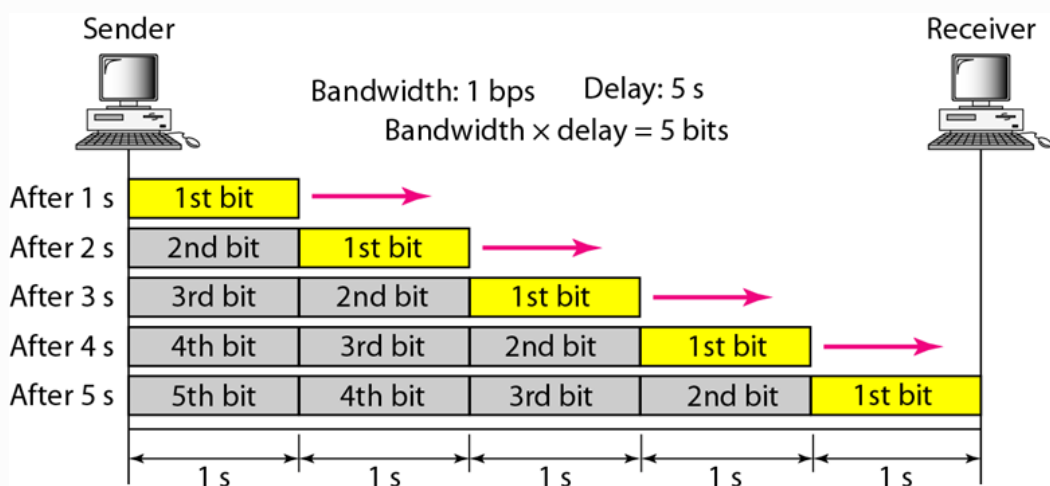 Sender Receiver
Bandwidth: 1 bps Delay: 5 s
Bandwidth × delay = 5 bits
After 1 s 1st bit
After 2 s 2nd bit 1st bit
After 3 s 3rd bit 2nd bit 1st bit
After 4 s 4th bit 3rd bit 2nd bit 1st bit
After 5 s 5th bit 4th bit 3rd bit 2nd bit 1st bit
1 s 1 s 1 s 1 s 1 s